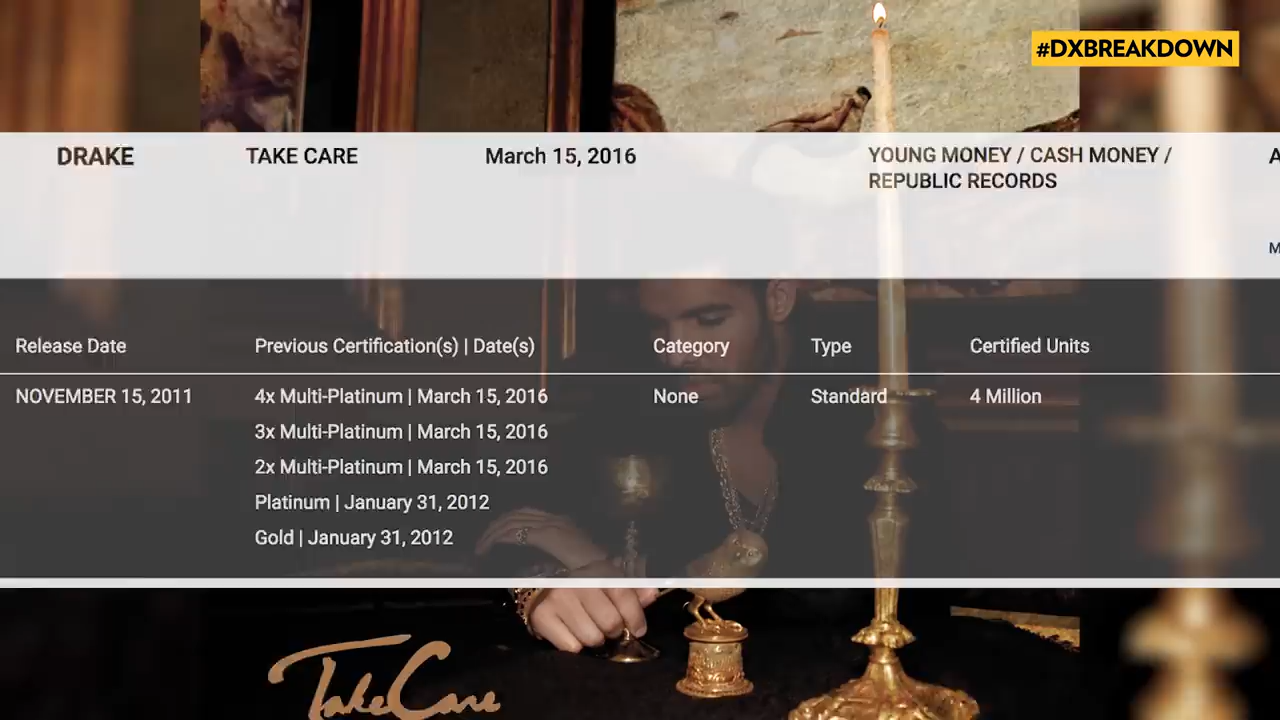 #DXBREAKDOWN
DRAKE TAKE CARE March 15, 2016 YOUNG MONEY / CASH MONEY / A
REPUBLIC RECORDS
M
Release Date Previous Certification(s) | Date(s) Category Type Certified Units
NOVEMBER 15, 2011 4x Multi-Platinum | March 15, 2016 None Standard 4 Million
3x Multi-Platinum | March 15, 2016
2x Multi-Platinum | March 15, 2016
Platinum | January 31, 2012
Gold | January 31, 2012
Take Care